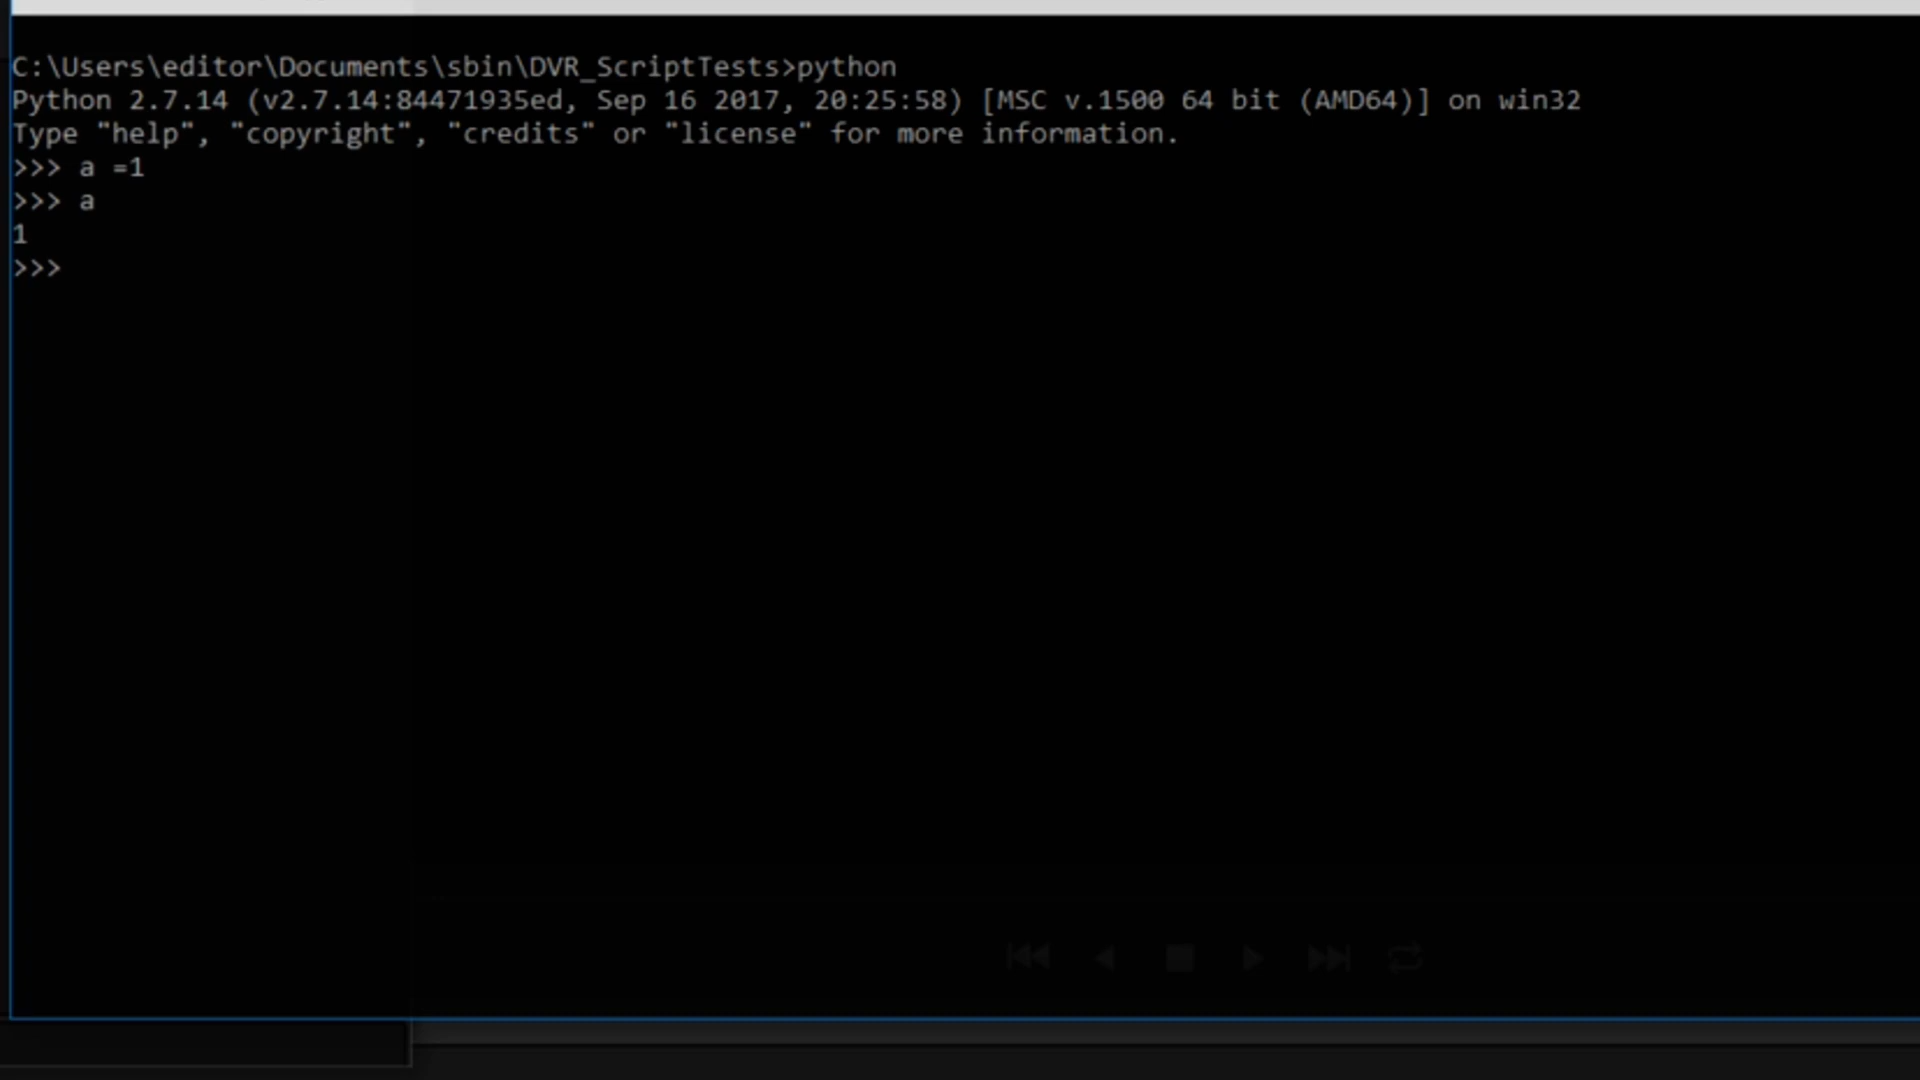 C:\Users\editor\Documents\sbin\DVR_ScriptTests>python
Python 2.7.14 (v2.7.14:84471935ed, Sep 16 2017, 20:25:58) [MSC v.1500 64 bit (AMD64)] on win32
Type "help", "copyright", "credits" or "license" for more information.
>>> a =1
>>> a
1
>>>